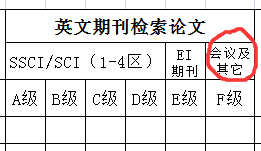 英文期刊检索论文
SSCI/SCI（1-4区） EI 会议及
期刊 其它
A级 B级 C级 D级 E级 F级